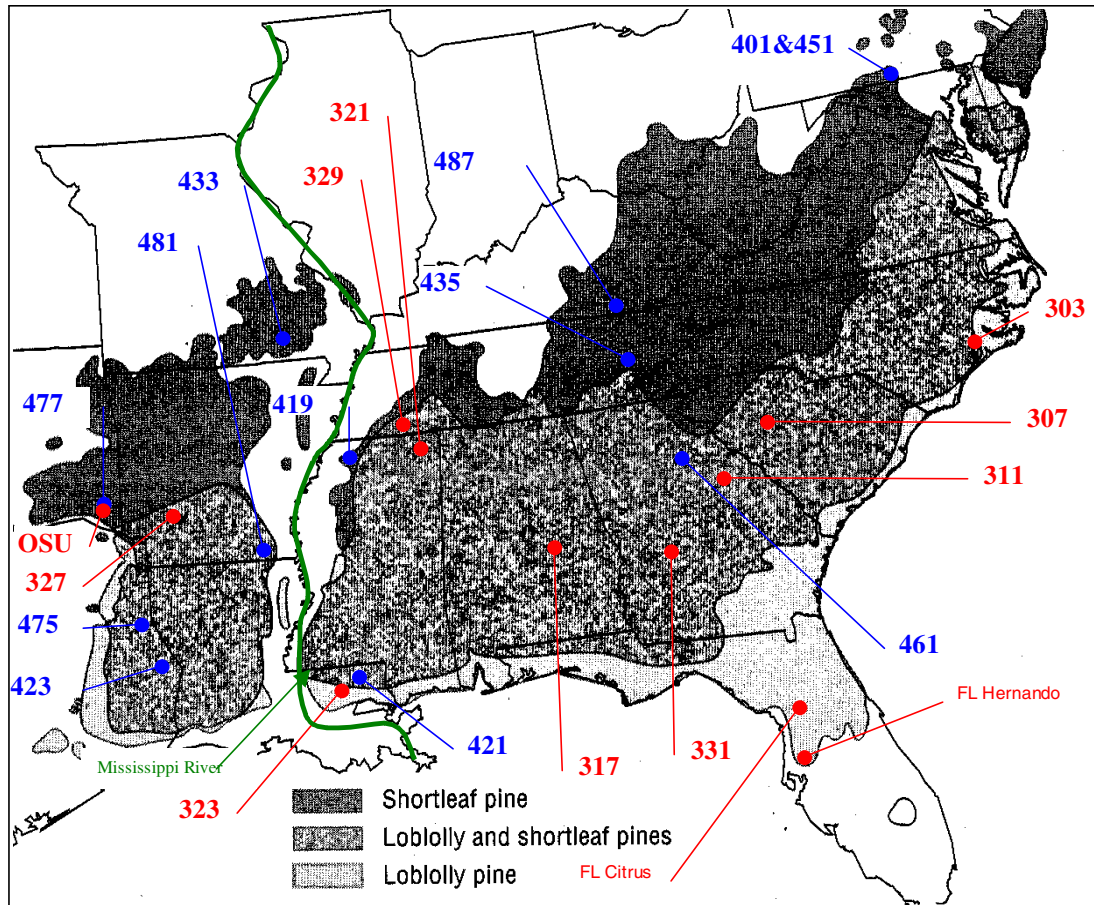 401&451
321
329
487
433
481
435
303
477
419
307
311
OSU
327
475
461
423
FL Hernando
421
317
331
Mississippi River
323
Shortleaf pine
Loblolly and shortleaf pines
Loblolly pine
FL Citrus